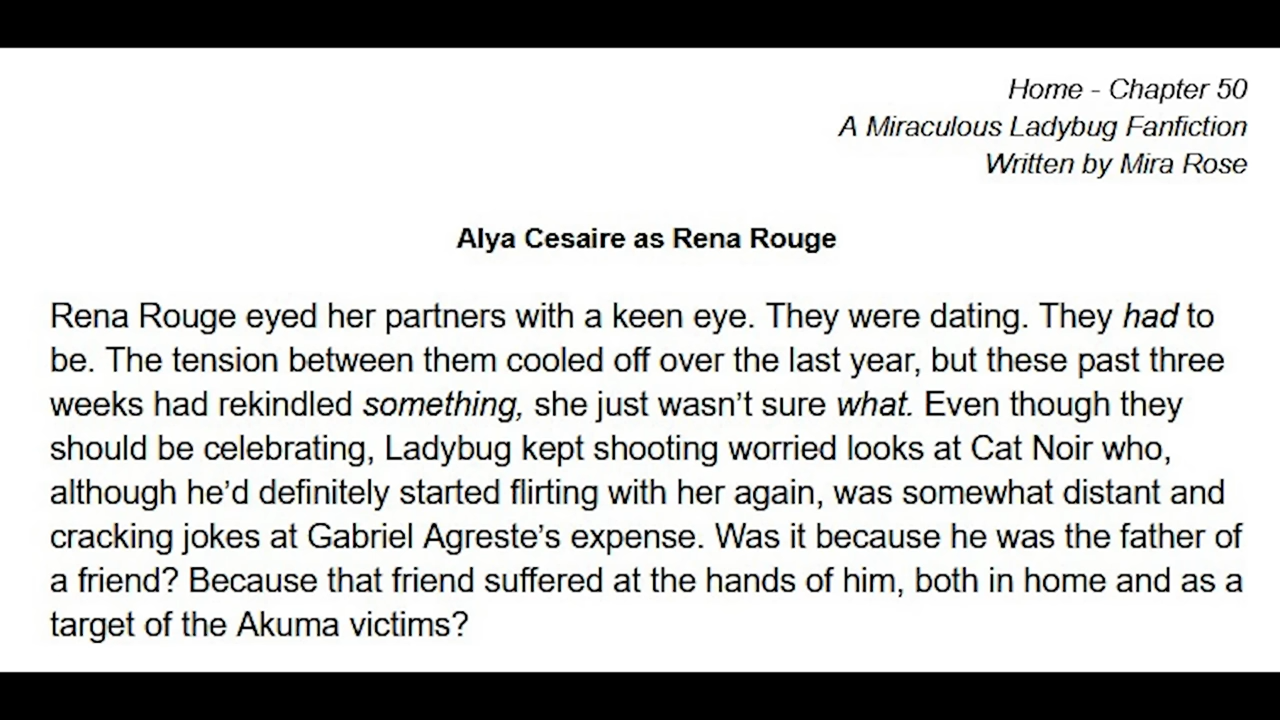 Home - Chapter 50
A Miraculous Ladybug Fanfiction
Written by Mira Rose
Alya Cesaire as Rena Rouge
Rena Rouge eyed her partners with a keen eye. They were dating. They had to
be. The tension between them cooled off over the last year, but these past three
weeks had rekindled something, she just wasn't sure what. Even though they
should be celebrating, Ladybug kept shooting worried looks at Cat Noir who,
although he'd definitely started flirting with her again, was somewhat distant and
cracking jokes at Gabriel Agreste's expense. Was it because he was the father of
a friend? Because that friend suffered at the hands of him, both in home and as a
target of the Akuma victims?